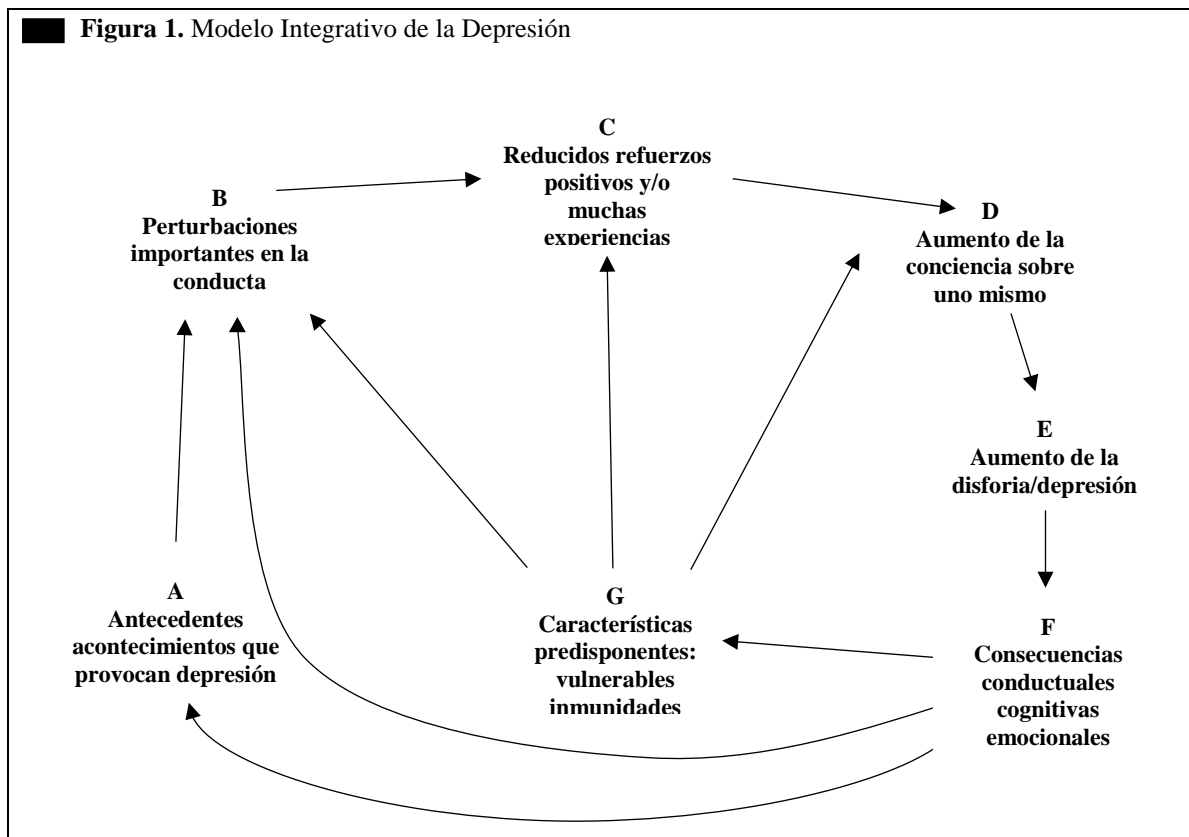 Figura 1. Modelo Integrativo de la Depresión
C
Reducidos refuerzos
positivos y/o
muchas
experiencias
B
Perturbaciones
importantes en la
conducta
D
Aumento de la
conciencia sobre
uno mismo
E
Aumento de la
disforia/depresión
A
Antecedentes
acontecimientos que
provocan depresión
G
Características
predisponentes:
vulnerables
inmunidades
F
Consecuencias
conductuales
cognitivas
emocionales